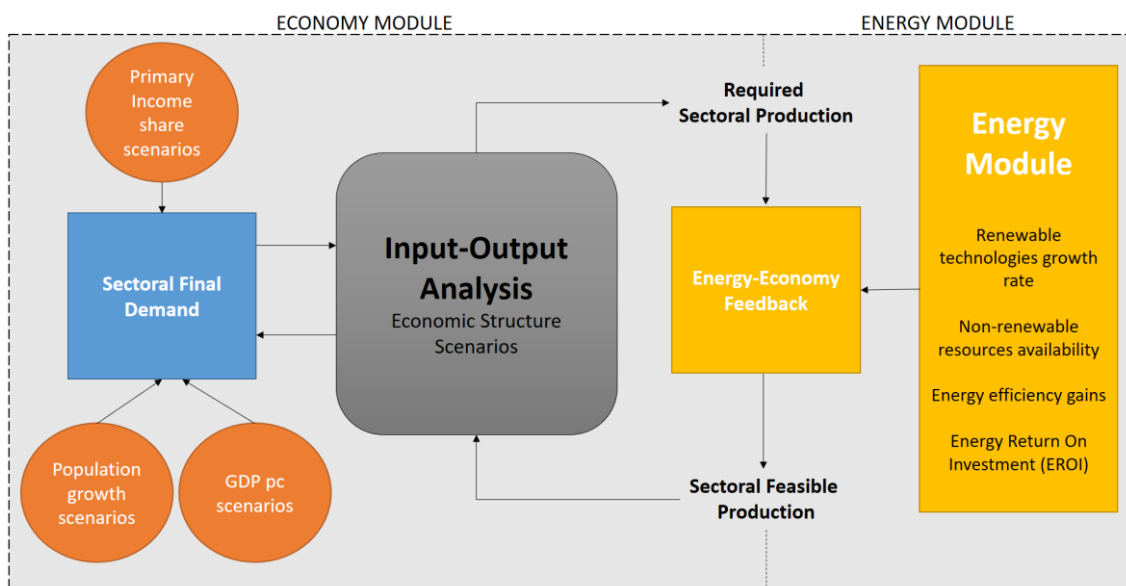 ECONOMY MODULE
ENERGY MODULE
Primary
Income
share
scenarios
Sectoral Final
Demand
Population
growth
scenarios
GDP pc
scenarios
Input-Output
Analysis
Economic Structure
Scenarios
Required
Sectoral Production
Energy-Economy
Feedback
Sectoral Feasible
Production
Energy
Module
Renewable
technologies growth
rate
Non-renewable
resources availability
Energy efficiency gains
Energy Return On
Investment (EROI)